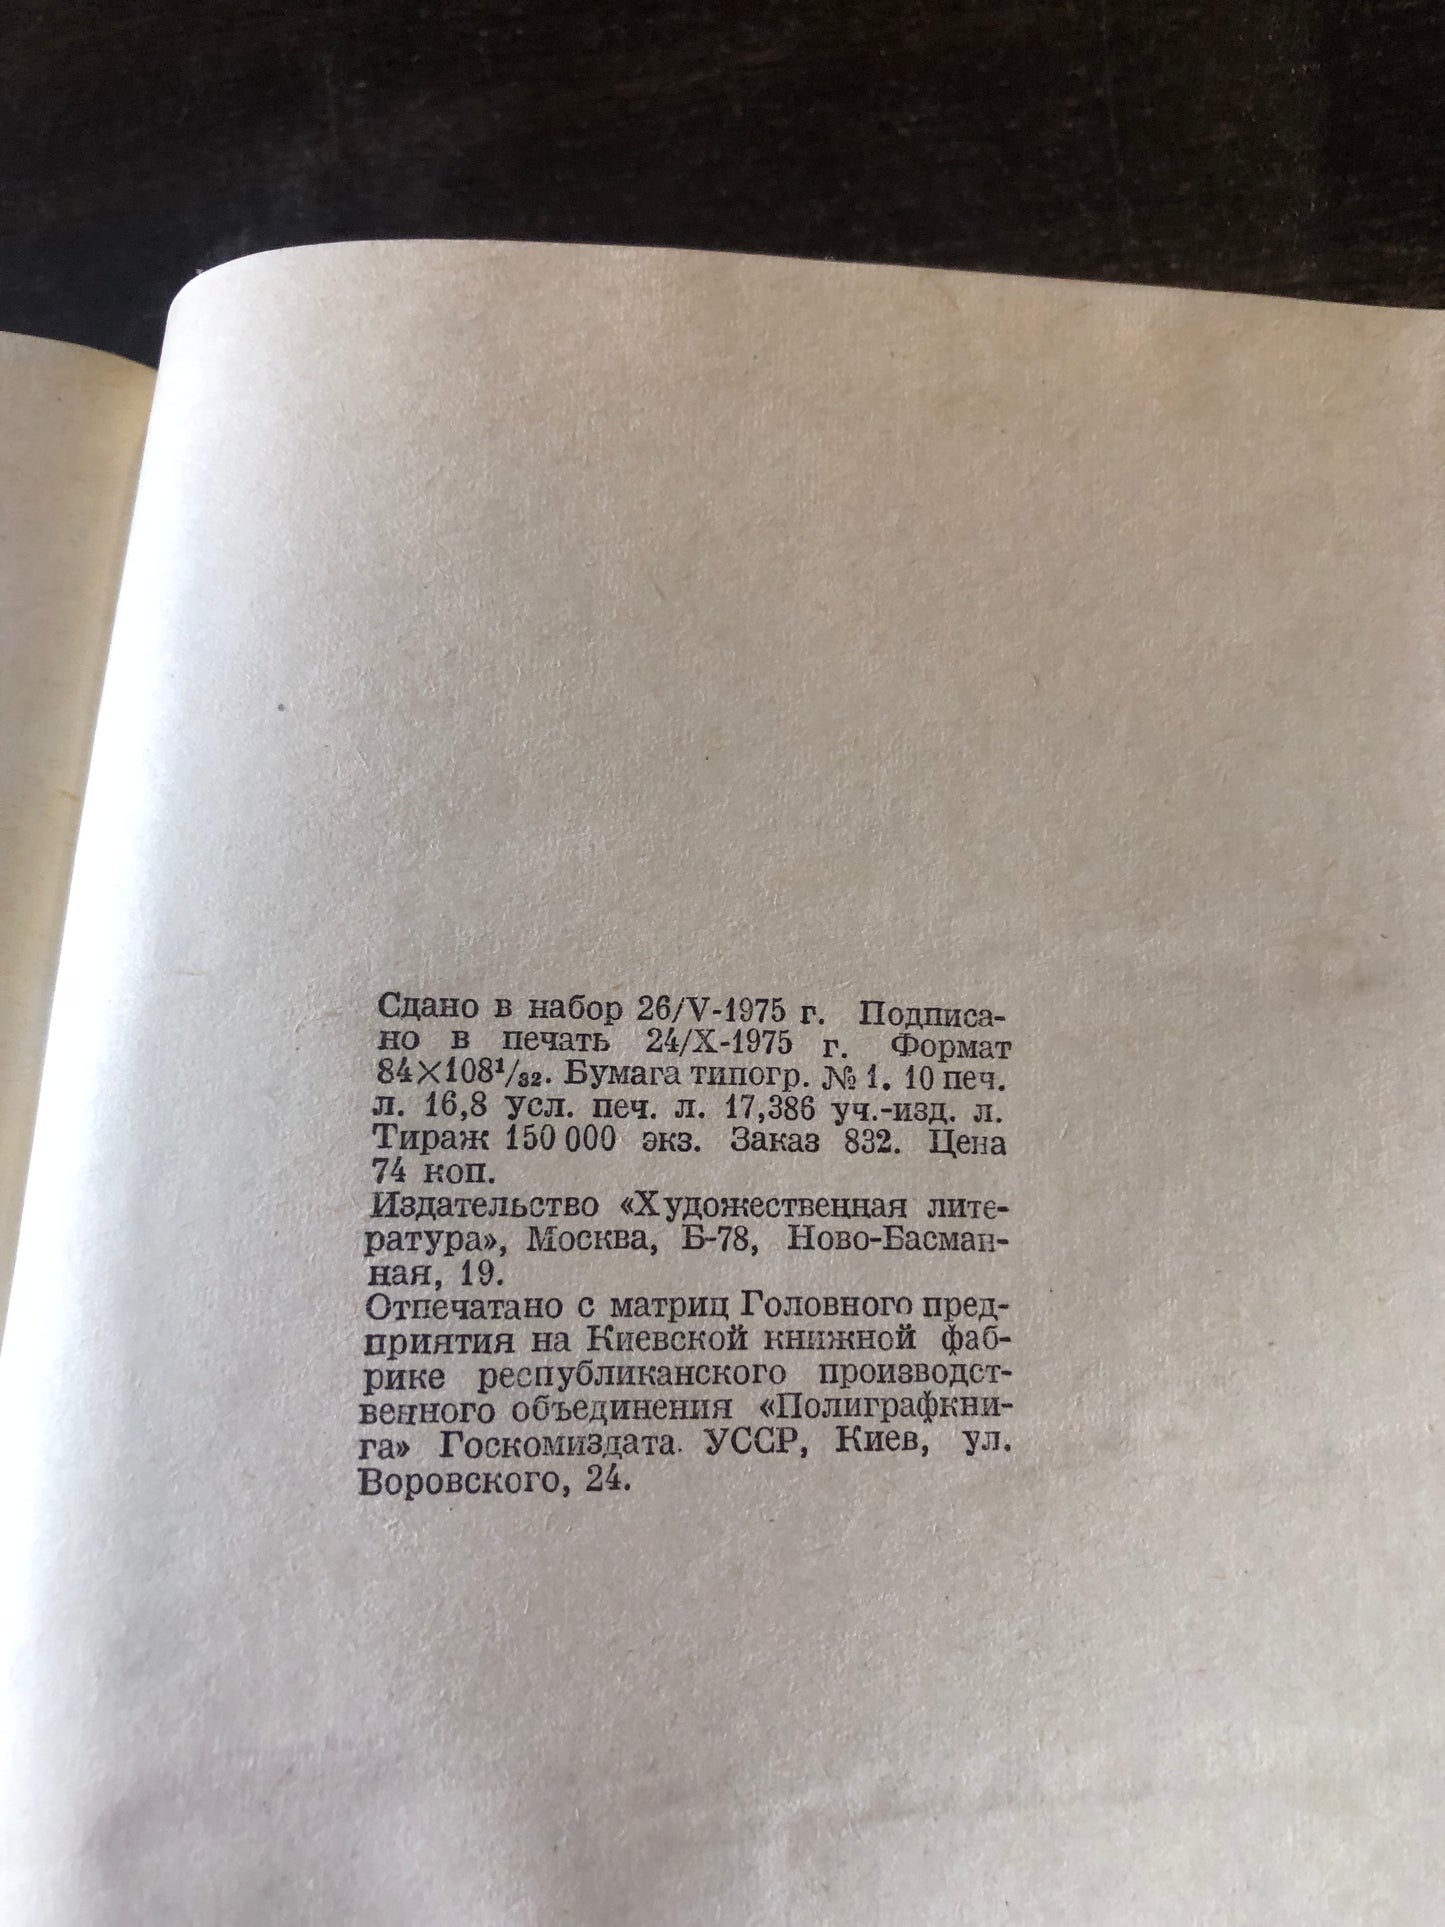 Сдано в набор 26/V-1975 г. Подписа-
но в печать 24/X-1975 г. Формат
84×108¹/₃₂. Бумага типогр. № 1. 10 печ.
л. 16,8 усл. печ. л. 17,386 уч.-изд. л.
Тираж 150 000 экз. Заказ 832. Цена
74 коп.
Издательство «Художественная лите-
ратура», Москва, Б-78, Ново-Басман-
ная, 19.
Отпечатано с матриц Головного пред-
приятия на Киевской книжной фаб-
рике республиканского производст-
венного объединения «Полиграфкни-
га» Госкомиздата. УССР, Киев, ул.
Воровского, 24.